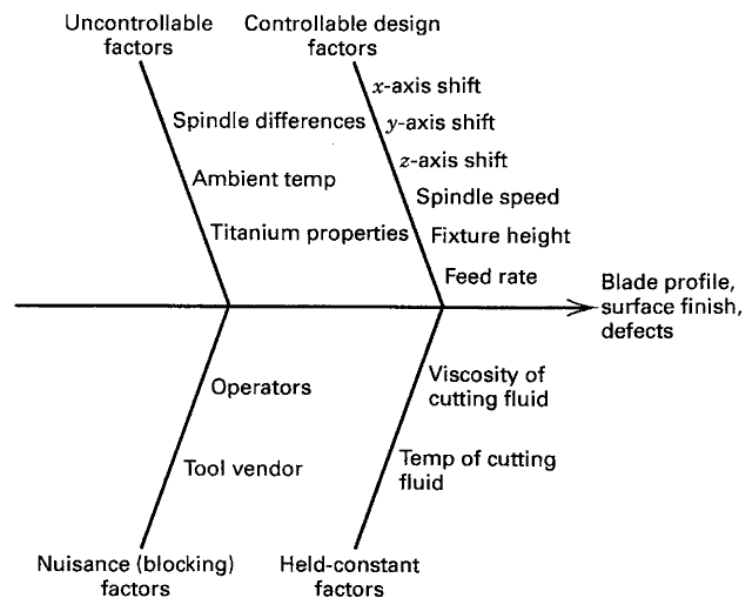 Uncontrollable
factors
Controllable design
factors
x-axis shift
Spindle differences
y-axis shift
z-axis shift
Ambient temp
Spindle speed
Titanium properties
Fixture height
Feed rate
Blade profile,
surface finish,
defects
Operators
Viscosity of
cutting fluid
Tool vendor
Temp of cutting
fluid
Nuisance (blocking)
factors
Held-constant
factors